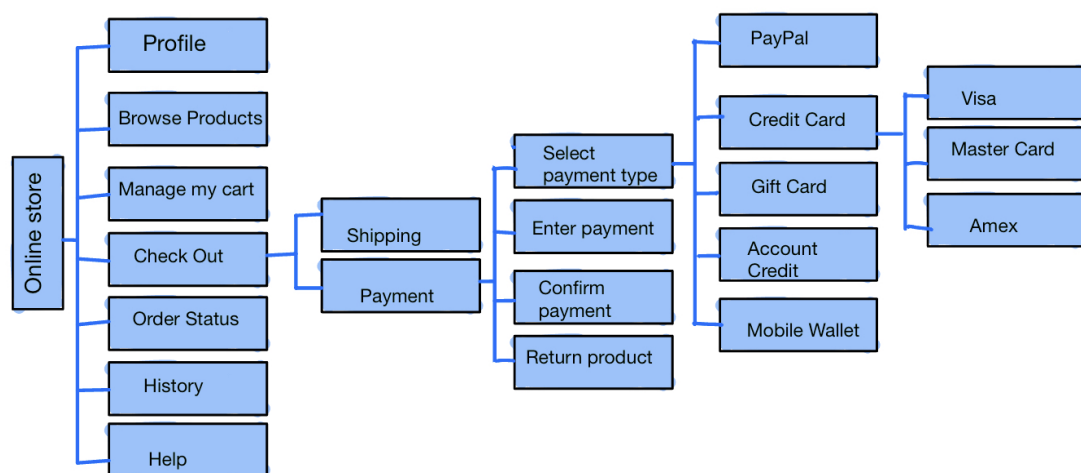 Online store
Profile
Browse Products
Manage my cart
Check Out
Order Status
History
Help
Shipping
Payment
Select
payment type
Enter payment
Confirm
payment
Return product
PayPal
Credit Card
Gift Card
Account
Credit
Mobile Wallet
Visa
Master Card
Amex